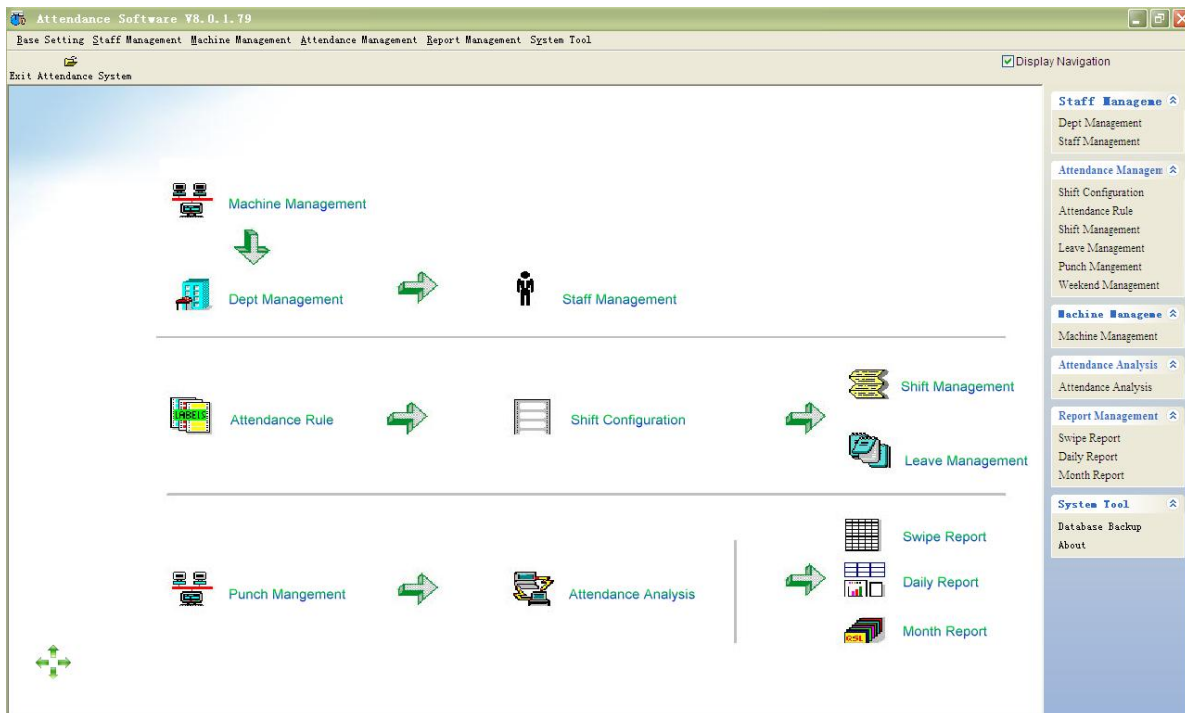 Attendance Software V8.0.1.79
Base Setting Staff Management Machine Management Attendance Management Report Management System Tool
Exit Attendance System
Display Navigation
Machine Management
Dept Management
Staff Management
Attendance Rule
LABELS
Shift Configuration
Shift Management
Leave Management
Punch Mangement
Attendance Analysis
Swipe Report
Daily Report
Month Report
Staff Manageme
Dept Management
Staff Management
Attendance Managem
Shift Configuration
Attendance Rule
Shift Management
Leave Management
Punch Mangement
Weekend Management
Machine Manageme
Machine Management
Attendance Analysis
Attendance Analysis
Report Management
Swipe Report
Daily Report
Month Report
System Tool
Database Backup
About